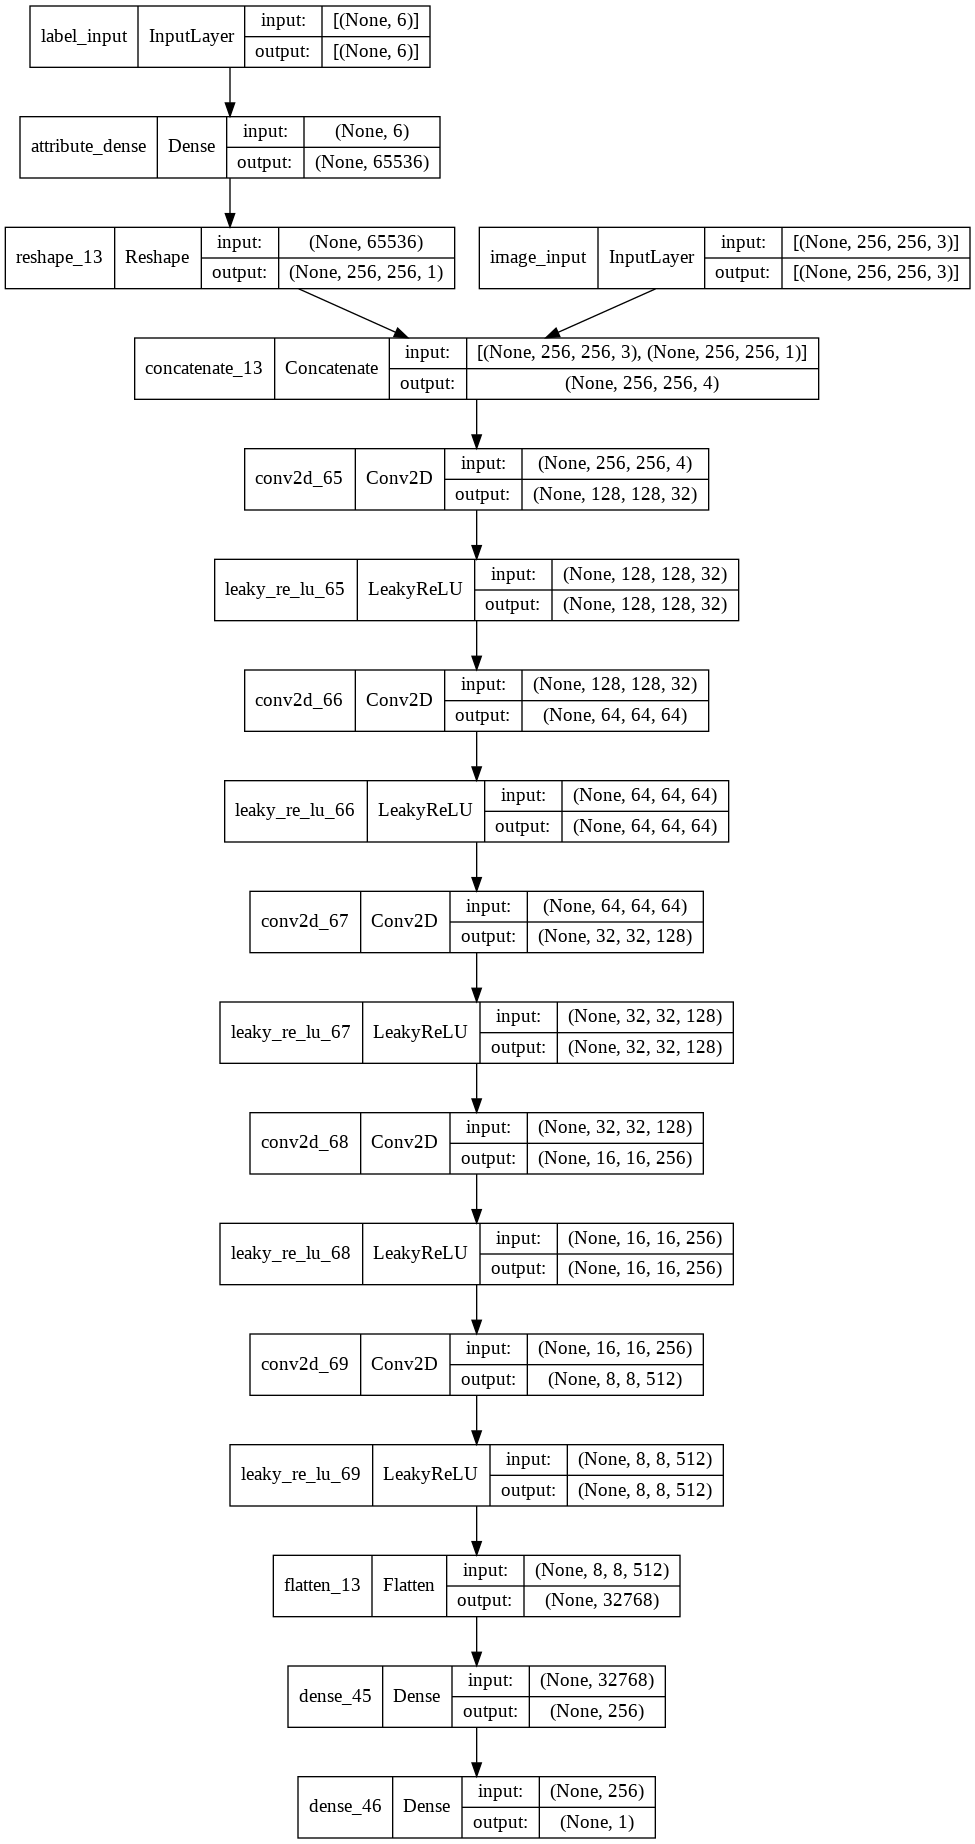 label_input InputLayer input: [(None, 6)]
output: [(None, 6)]
attribute_dense Dense input: (None, 6)
output: (None, 65536)
reshape_13 Reshape input: (None, 65536)
output: (None, 256, 256, 1)
image_input InputLayer input: [(None, 256, 256, 3)]
output: [(None, 256, 256, 3)]
concatenate_13 Concatenate input: [(None, 256, 256, 3), (None, 256, 256, 1)]
output: (None, 256, 256, 4)
conv2d_65 Conv2D input: (None, 256, 256, 4)
output: (None, 128, 128, 32)
leaky_re_lu_65 LeakyReLU input: (None, 128, 128, 32)
output: (None, 128, 128, 32)
conv2d_66 Conv2D input: (None, 128, 128, 32)
output: (None, 64, 64, 64)
leaky_re_lu_66 LeakyReLU input: (None, 64, 64, 64)
output: (None, 64, 64, 64)
conv2d_67 Conv2D input: (None, 64, 64, 64)
output: (None, 32, 32, 128)
leaky_re_lu_67 LeakyReLU input: (None, 32, 32, 128)
output: (None, 32, 32, 128)
conv2d_68 Conv2D input: (None, 32, 32, 128)
output: (None, 16, 16, 256)
leaky_re_lu_68 LeakyReLU input: (None, 16, 16, 256)
output: (None, 16, 16, 256)
conv2d_69 Conv2D input: (None, 16, 16, 256)
output: (None, 8, 8, 512)
leaky_re_lu_69 LeakyReLU input: (None, 8, 8, 512)
output: (None, 8, 8, 512)
flatten_13 Flatten input: (None, 8, 8, 512)
output: (None, 32768)
dense_45 Dense input: (None, 32768)
output: (None, 256)
dense_46 Dense input: (None, 256)
output: (None, 1)